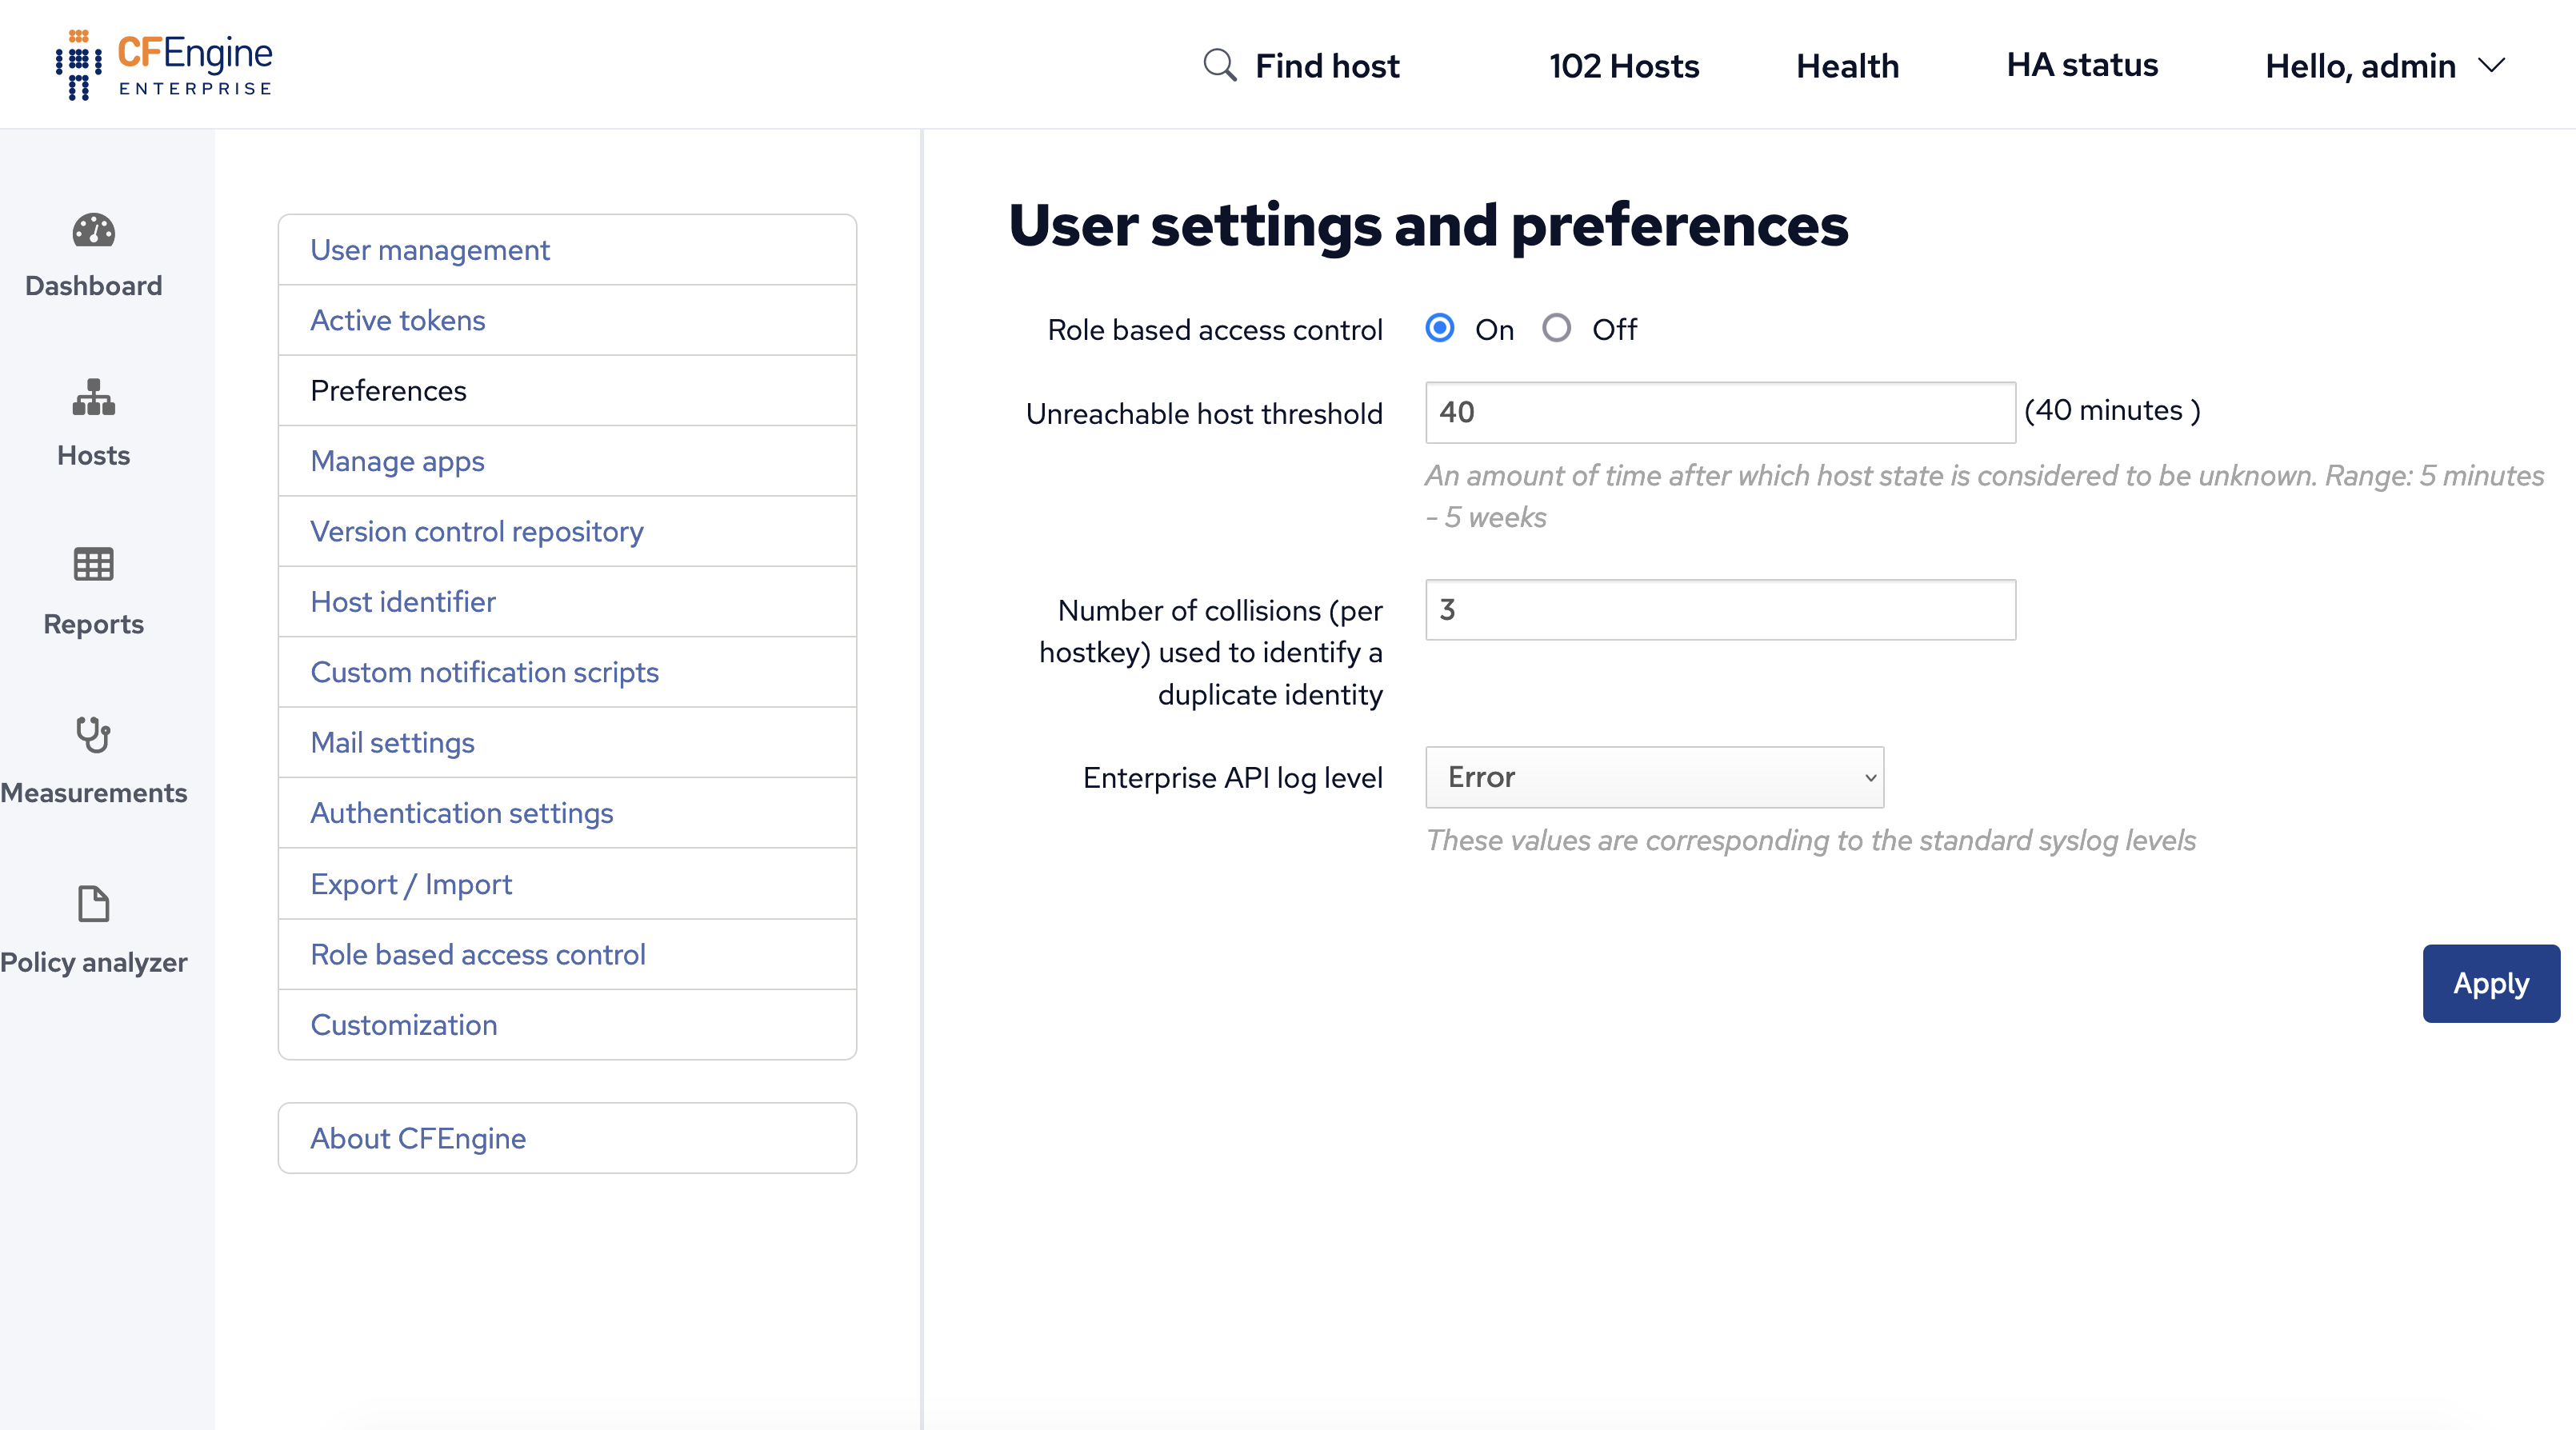 CFEngine
ENTERPRISE
Find host
102 Hosts
Health
HA status
Hello, admin
Dashboard
Hosts
Reports
Measurements
Policy analyzer
User management
Active tokens
Preferences
Manage apps
Version control repository
Host identifier
Custom notification scripts
Mail settings
Authentication settings
Export / Import
Role based access control
Customization
About CFEngine
User settings and preferences
Role based access control
On
Off
Unreachable host threshold
40
(40 minutes )
An amount of time after which host state is considered to be unknown. Range: 5 minutes
- 5 weeks
Number of collisions (per
hostkey) used to identify a
duplicate identity
3
Enterprise API log level
Error
These values are corresponding to the standard syslog levels
Apply